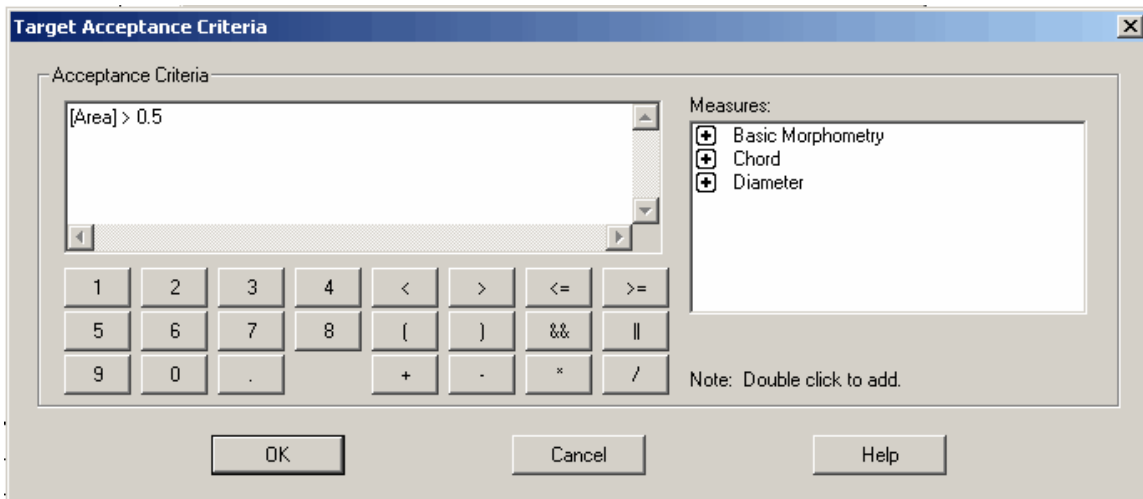 Target Acceptance Criteria
Acceptance Criteria
[Area] > 0.5
Measures:
Basic Morphometry
Chord
Diameter
1 2 3 4 < > <= >=
5 6 7 8 ( ) && ||
9 0 . + - * /
Note: Double click to add.
OK Cancel Help